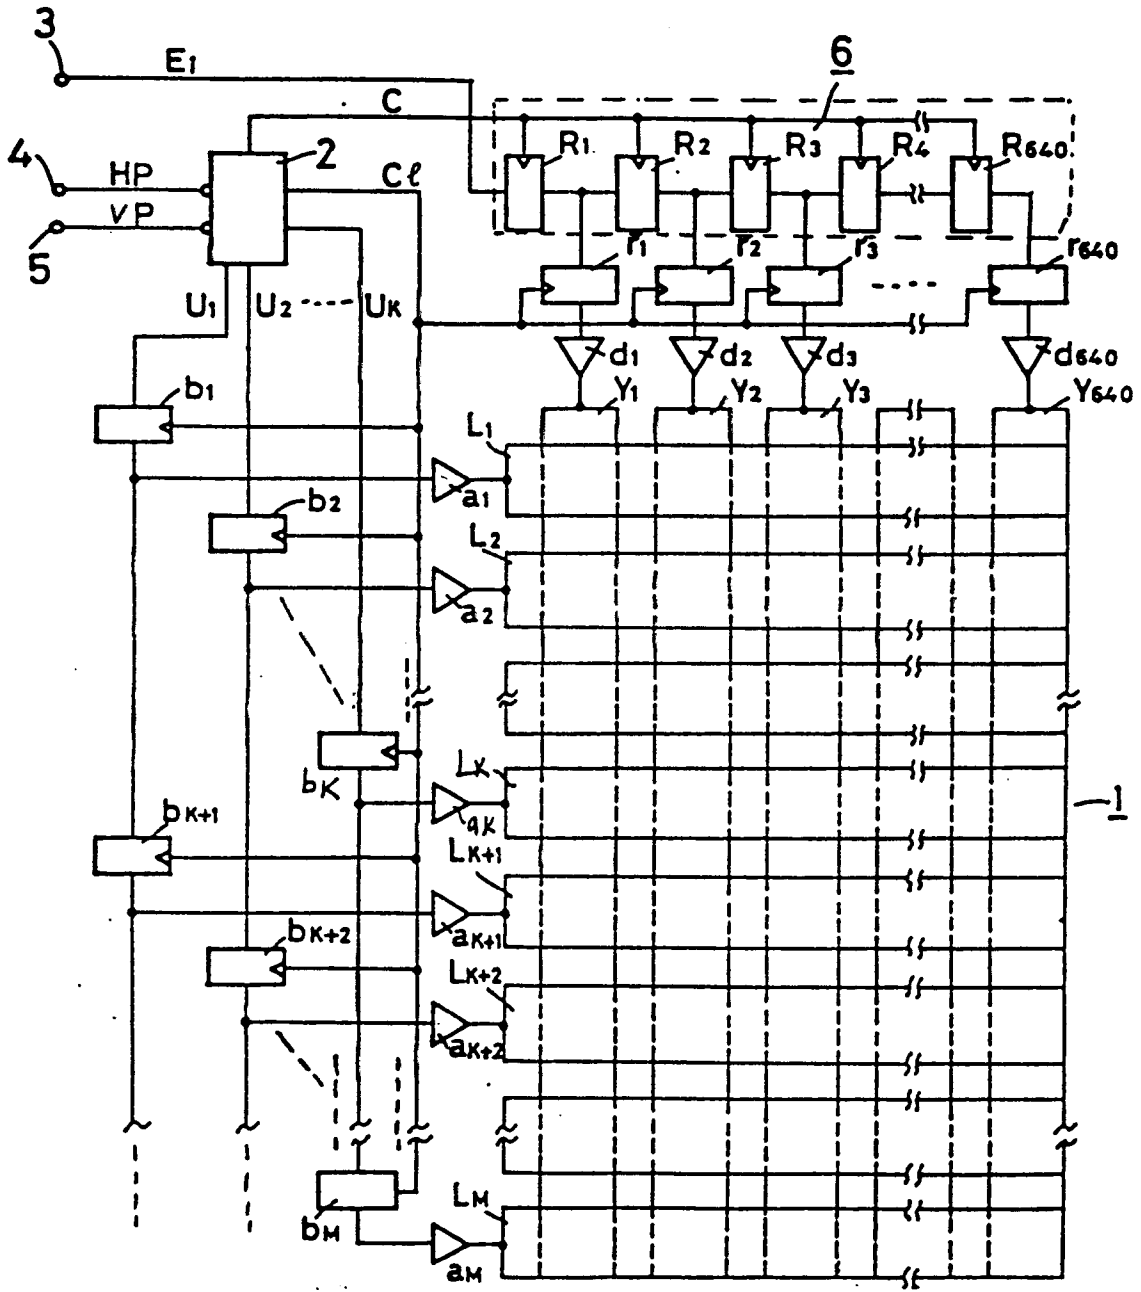 3
E1
6
C
R1 R2 R3 R4 R640
4 HP 2
Cl
VP
5
r1 r2 r3 r640
U1 U2 UK
d1 d2 d3 d640
b1
Y1 Y2 Y3 Y640
L1
a1
b2
L2
a2
LK
bK
aK
1
bK+1
LK+1
aK+1
bK+2
LK+2
aK+2
LM
bM
aM